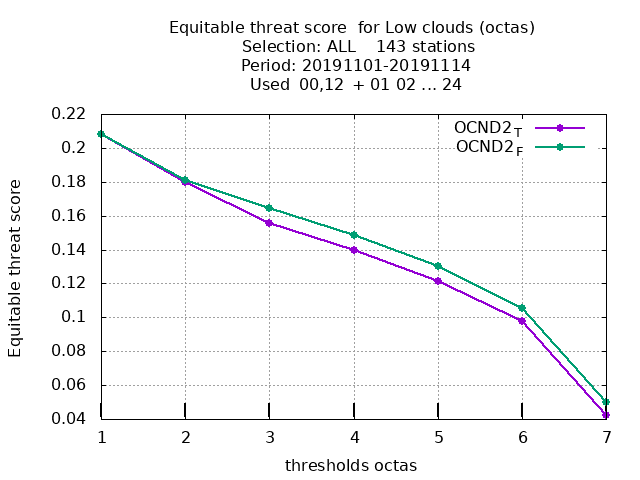 Equitable threat score  for Low clouds (octas)
Selection: ALL    143 stations
Period: 20191101-20191114
Used  00,12  + 01 02 ... 24
OCND2_T
OCND2_F
Equitable threat score
0.22
0.2
0.18
0.16
0.14
0.12
0.1
0.08
0.06
0.04
1 2 3 4 5 6 7
thresholds octas